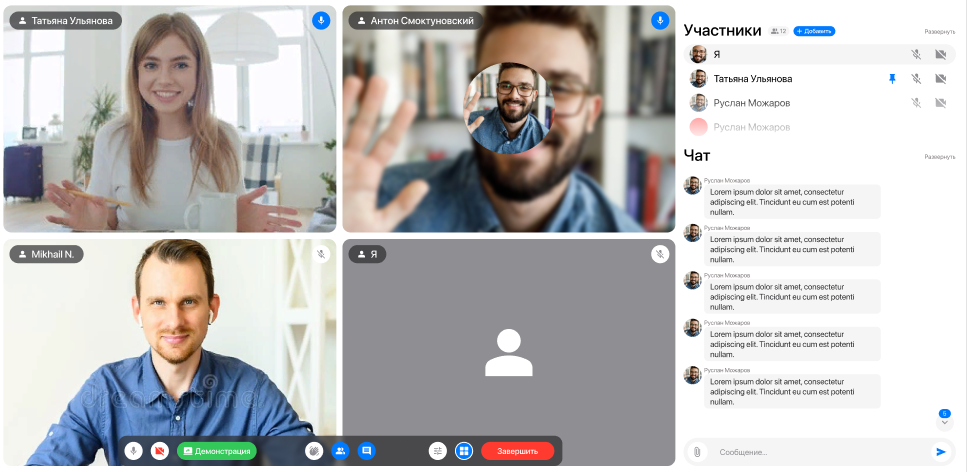 Татьяна Ульянова
Антон Смоктуновский
Mikhail N.
Я
dreamstime
Демонстрация
Завершить
Участники
12
+ Добавить
Развернуть
Я
Татьяна Ульянова
Руслан Можаров
Руслан Можаров
Чат
Развернуть
Руслан Можаров
Lorem ipsum dolor sit amet, consectetur
adipiscing elit. Tincidunt eu cum est potenti
nullam.
Руслан Можаров
Lorem ipsum dolor sit amet, consectetur
adipiscing elit. Tincidunt eu cum est potenti
nullam.
Руслан Можаров
Lorem ipsum dolor sit amet, consectetur
adipiscing elit. Tincidunt eu cum est potenti
nullam.
Руслан Можаров
Lorem ipsum dolor sit amet, consectetur
adipiscing elit. Tincidunt eu cum est potenti
nullam.
Руслан Можаров
Lorem ipsum dolor sit amet, consectetur
adipiscing elit. Tincidunt eu cum est potenti
nullam.
5
Сообщение...